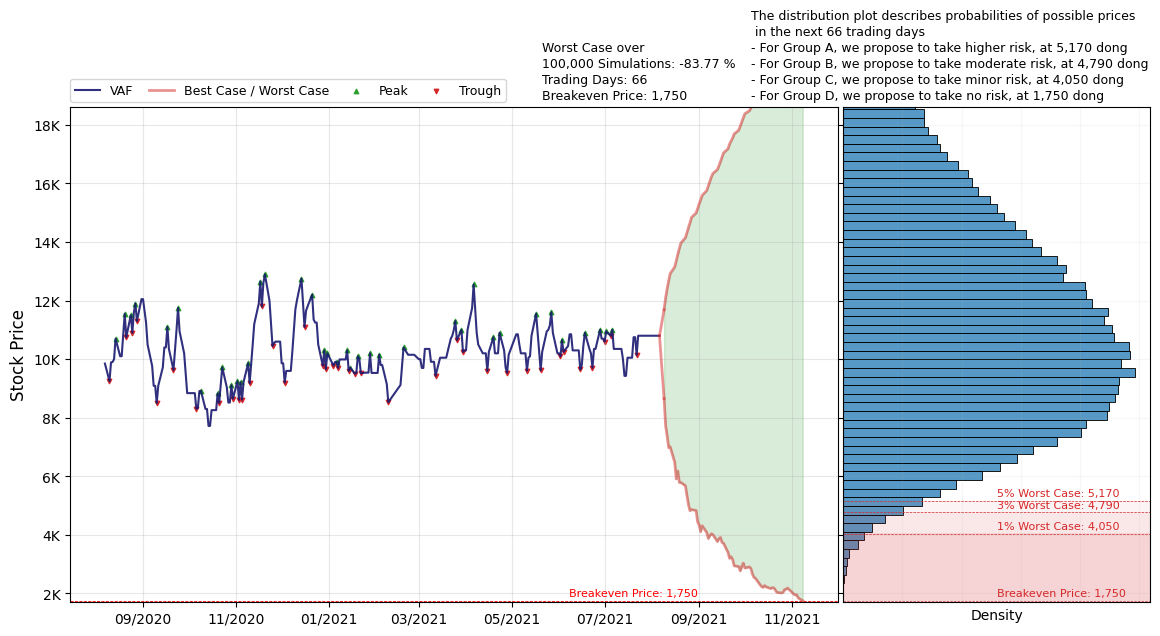 The distribution plot describes probabilities of possible prices
in the next 66 trading days
- For Group A, we propose to take higher risk, at 5,170 dong
- For Group B, we propose to take moderate risk, at 4,790 dong
- For Group C, we propose to take minor risk, at 4,050 dong
- For Group D, we propose to take no risk, at 1,750 dong
Worst Case over
100,000 Simulations: -83.77 %
Trading Days: 66
Breakeven Price: 1,750
VAF
Best Case / Worst Case
Peak
Trough
Stock Price
18K
16K
14K
12K
10K
8K
6K
4K
2K
Breakeven Price: 1,750
09/2020
11/2020
01/2021
03/2021
05/2021
07/2021
09/2021
11/2021
5% Worst Case: 5,170
3% Worst Case: 4,790
1% Worst Case: 4,050
Breakeven Price: 1,750
Density